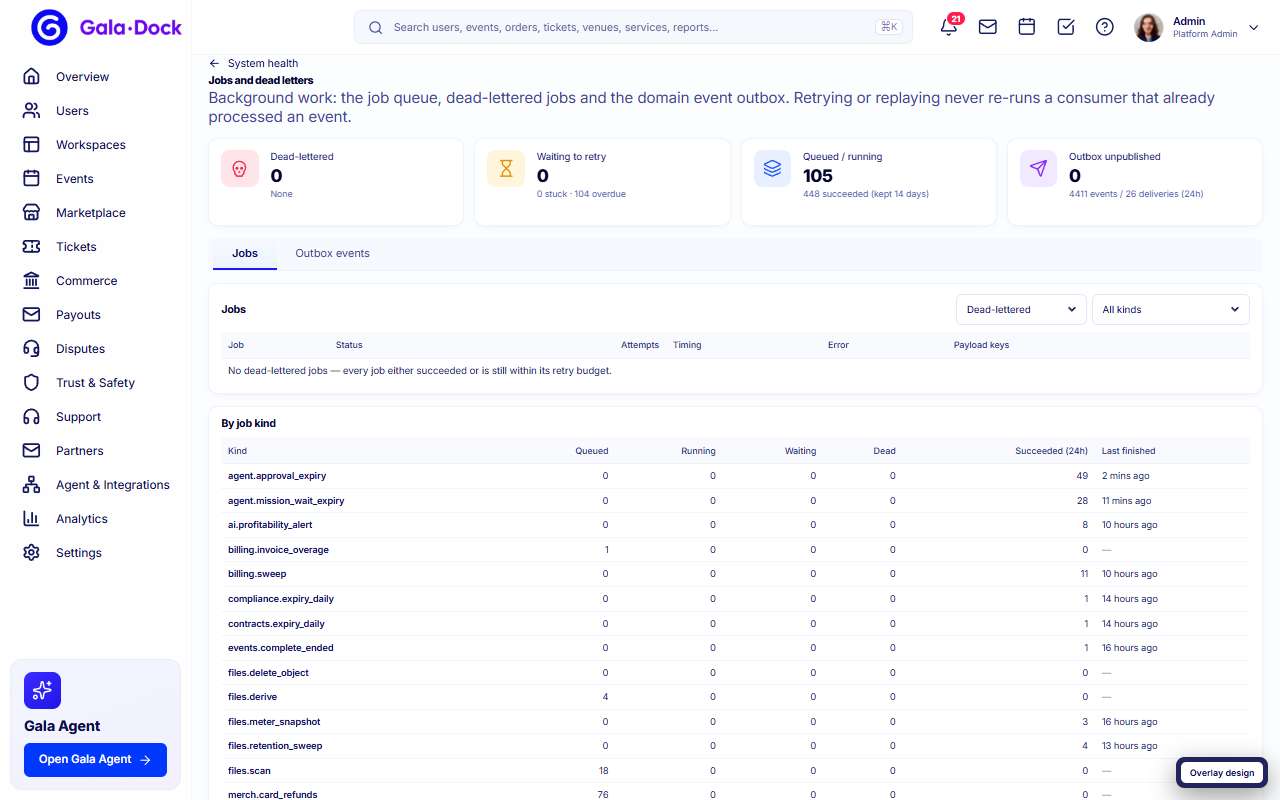 Gala·Dock
Search users, events, orders, tickets, venues, services, reports...
⌘K
21
Admin
Platform Admin
Overview
Users
Workspaces
Events
Marketplace
Tickets
Commerce
Payouts
Disputes
Trust & Safety
Support
Partners
Agent & Integrations
Analytics
Settings
Gala Agent
Open Gala Agent →
← System health
Jobs and dead letters
Background work: the job queue, dead-lettered jobs and the domain event outbox. Retrying or replaying never re-runs a consumer that already
processed an event.
Dead-lettered
0
None
Waiting to retry
0
0 stuck · 104 overdue
Queued / running
105
448 succeeded (kept 14 days)
Outbox unpublished
0
4411 events / 26 deliveries (24h)
Jobs Outbox events
Jobs Dead-lettered All kinds
Job Status Attempts Timing Error Payload keys
No dead-lettered jobs — every job either succeeded or is still within its retry budget.
By job kind
Kind Queued Running Waiting Dead Succeeded (24h) Last finished
agent.approval_expiry 0 0 0 0 49 2 mins ago
agent.mission_wait_expiry 0 0 0 0 28 11 mins ago
ai.profitability_alert 0 0 0 0 8 10 hours ago
billing.invoice_overage 1 0 0 0 0 —
billing.sweep 0 0 0 0 11 10 hours ago
compliance.expiry_daily 0 0 0 0 1 14 hours ago
contracts.expiry_daily 0 0 0 0 1 14 hours ago
events.complete_ended 0 0 0 0 1 16 hours ago
files.delete_object 0 0 0 0 0 —
files.derive 4 0 0 0 0 —
files.meter_snapshot 0 0 0 0 3 16 hours ago
files.retention_sweep 0 0 0 0 4 13 hours ago
files.scan 18 0 0 0 0 —
merch.card_refunds 76 0 0 0 0 —
Overlay design